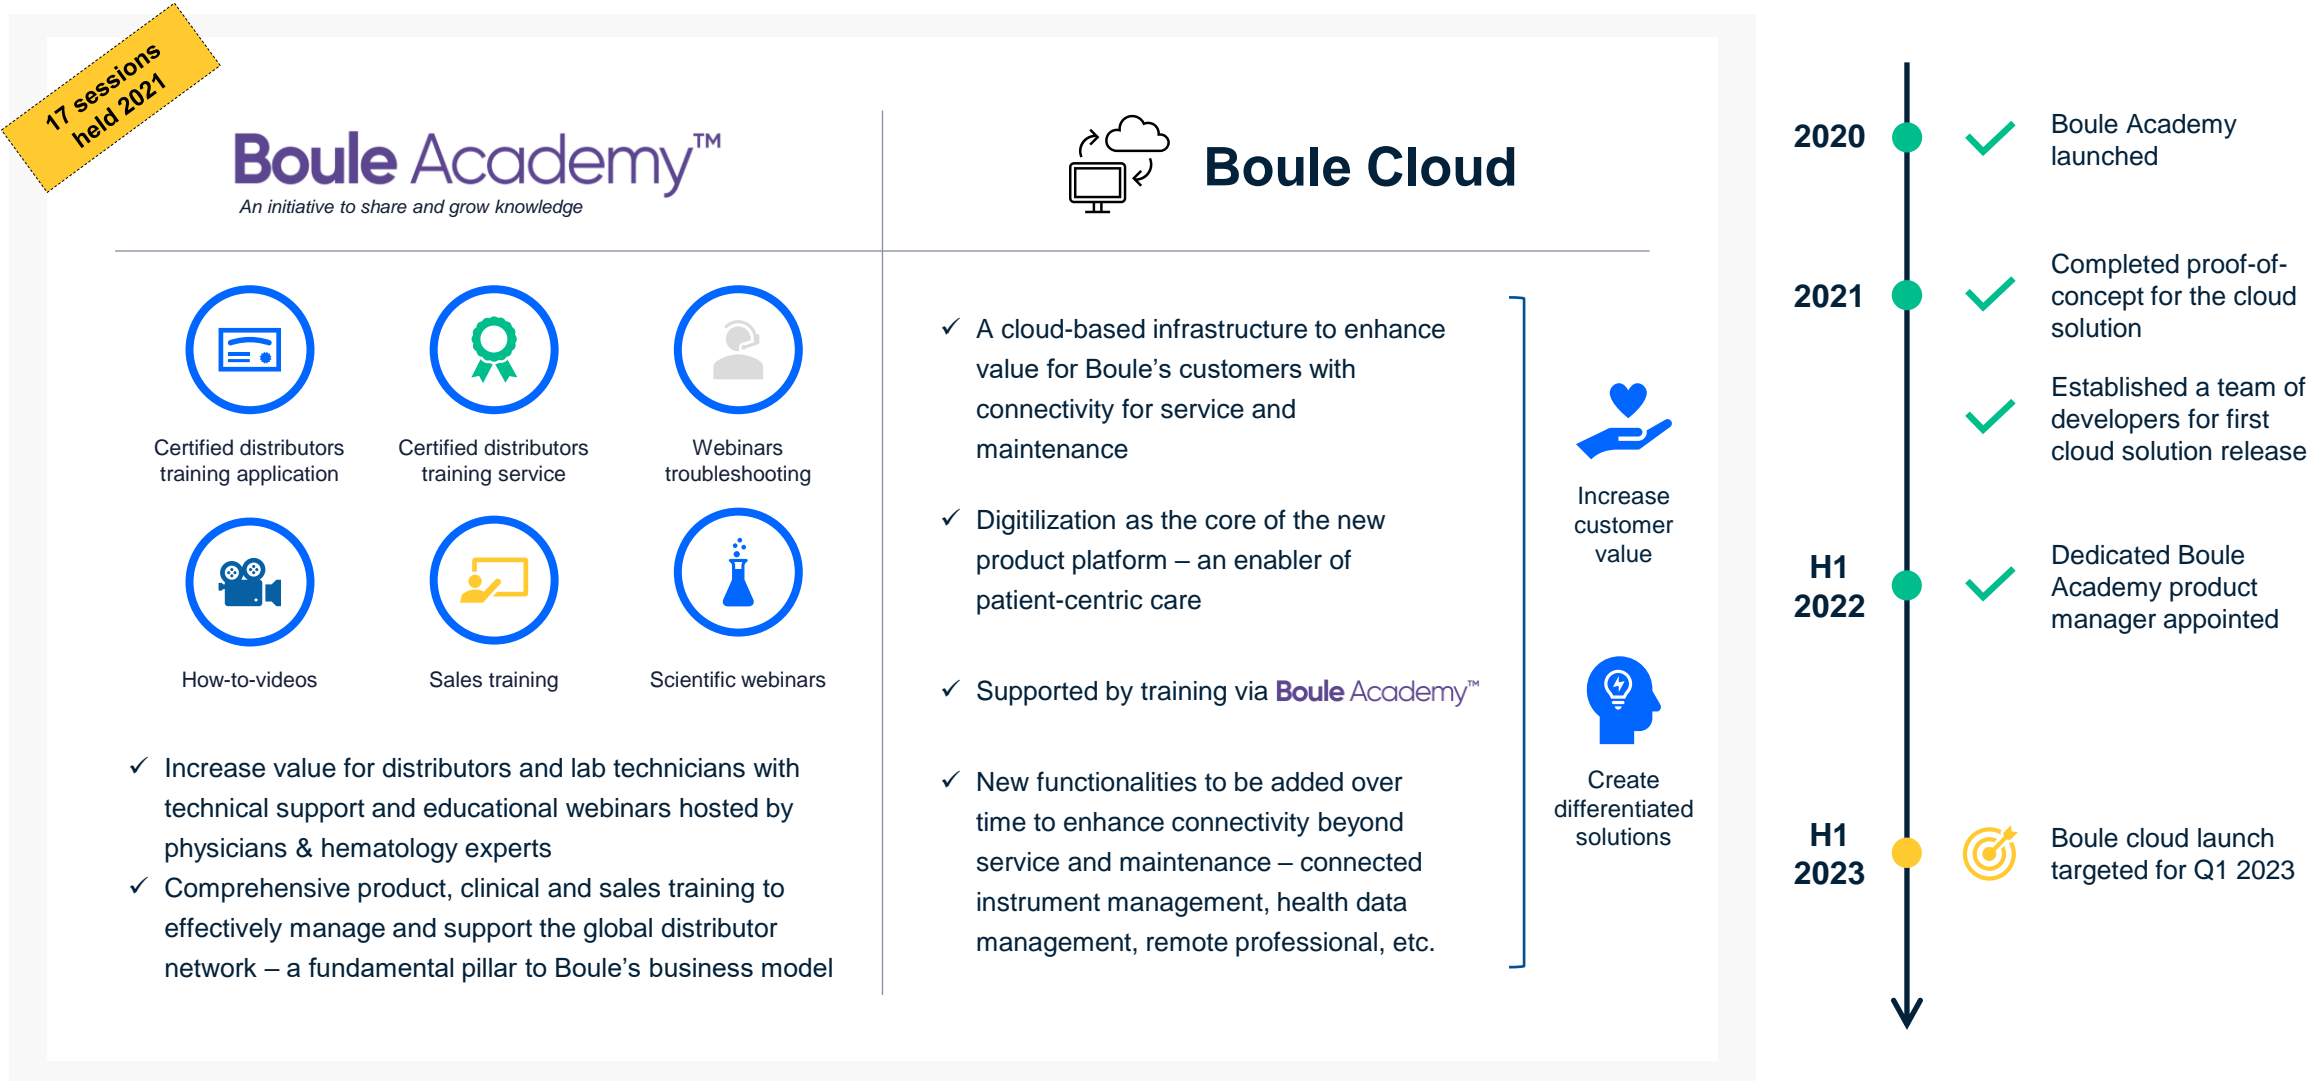 17 sessions
held 2021
Boule Academy™
An initiative to share and grow knowledge
Certified distributors
training application
Certified distributors
training service
Webinars
troubleshooting
How-to-videos
Sales training
Scientific webinars
✓ Increase value for distributors and lab technicians with
technical support and educational webinars hosted by
physicians & hematology experts
✓ Comprehensive product, clinical and sales training to
effectively manage and support the global distributor
network – a fundamental pillar to Boule’s business model
Boule Cloud
✓ A cloud-based infrastructure to enhance
value for Boule’s customers with
connectivity for service and
maintenance
✓ Digitilization as the core of the new
product platform – an enabler of
patient-centric care
✓ Supported by training via Boule Academy™
✓ New functionalities to be added over
time to enhance connectivity beyond
service and maintenance – connected
instrument management, health data
management, remote professional, etc.
Increase
customer
value
Create
differentiated
solutions
2020
Boule Academy
launched
2021
Completed proof-of-
concept for the cloud
solution
Established a team of
developers for first
cloud solution release
H1
2022
Dedicated Boule
Academy product
manager appointed
H1
2023
Boule cloud launch
targeted for Q1 2023